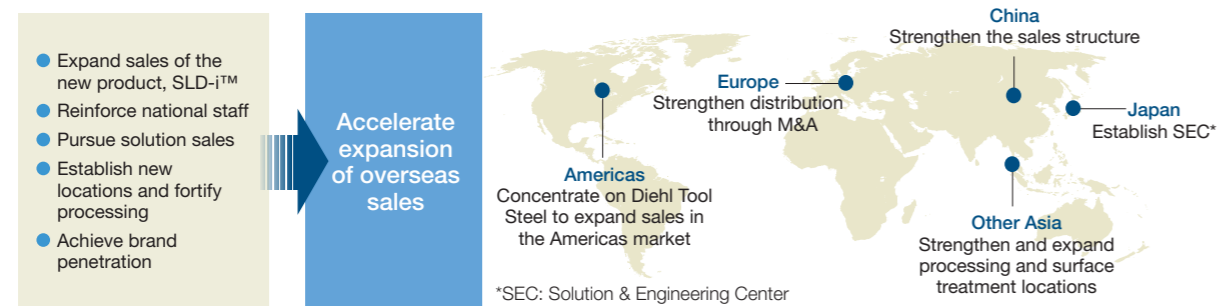 Expand sales of the
new product, SLD-i™
Reinforce national staff
Pursue solution sales
Establish new
locations and fortify
processing
Achieve brand
penetration
Accelerate
expansion
of overseas
sales
China
Strengthen the sales structure
Europe
Strengthen distribution
through M&A
Japan
Establish SEC*
Americas
Concentrate on Diehl Tool
Steel to expand sales in
the Americas market
Other Asia
Strengthen and expand
processing and surface
treatment locations
*SEC: Solution & Engineering Center